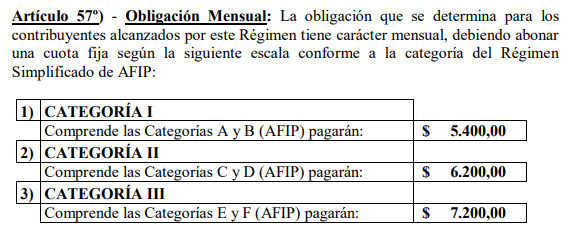 Artículo 57º) - Obligación Mensual: La obligación que se determina para los
contribuyentes alcanzados por este Régimen tiene carácter mensual, debiendo abonar
una cuota fija según la siguiente escala conforme a la categoría del Régimen
Simplificado de AFIP:
1) CATEGORÍA I
Comprende las Categorías A y B (AFIP) pagarán: $ 5.400,00
2) CATEGORÍA II
Comprende las Categorías C y D (AFIP) pagarán: $ 6.200,00
3) CATEGORÍA III
Comprende las Categorías E y F (AFIP) pagarán: $ 7.200,00